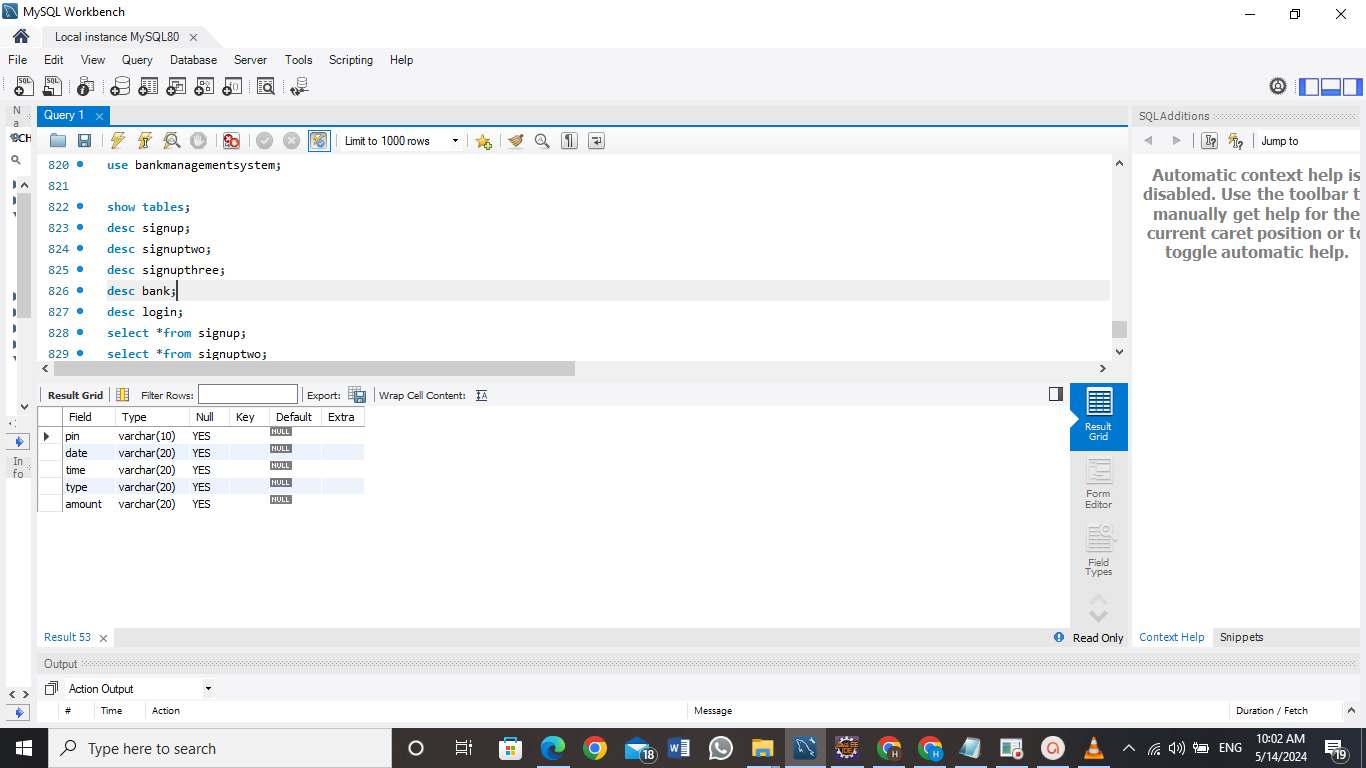 MySQL Workbench
Local instance MySQL80
File Edit View Query Database Server Tools Scripting Help
Na
SCH
Query 1
Limit to 1000 rows
820 use bankmanagementsystem;
821
822 show tables;
823 desc signup;
824 desc signuptwo;
825 desc signupthree;
826 desc bank;
827 desc login;
828 select *from signup;
829 select *from signuptwo;
SQLAdditions
Jump to
Automatic context help is
disabled. Use the toolbar t
manually get help for the
current caret position or to
toggle automatic help.
Result Grid Filter Rows: Export: Wrap Cell Content:
Field Type Null Key Default Extra
pin varchar(10) YES NULL
date varchar(20) YES NULL
time varchar(20) YES NULL
type varchar(20) YES NULL
amount varchar(20) YES NULL
Result
Grid
Form
Editor
Field
Types
Info
Result 53
Read Only
Context Help Snippets
Output
Action Output
# Time Action Message Duration / Fetch
Type here to search
18
ENG
10:02 AM
5/14/2024
19